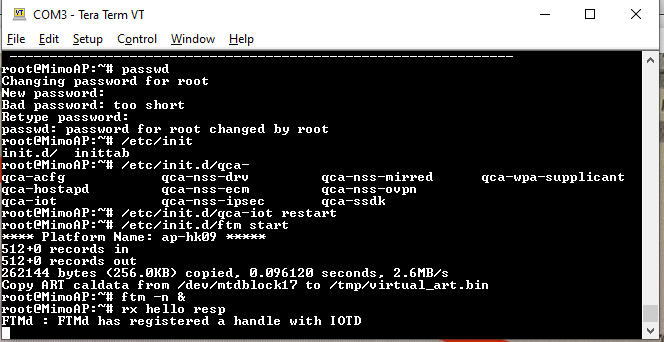 COM3 - Tera Term VT
File Edit Setup Control Window Help
root@MimoAP:~# passwd
Changing password for root
New password:
Bad password: too short
Retype password:
passwd: password for root changed by root
root@MimoAP:~# /etc/init
init.d/ inittab
root@MimoAP:~# /etc/init.d/qca-
qca-acfg qca-nss-drv qca-nss-mirred qca-wpa-supplicant
qca-hostapd qca-nss-ecm qca-nss-ovpn
qca-iot qca-nss-ipsec qca-ssdk
root@MimoAP:~# /etc/init.d/qca-iot restart
root@MimoAP:~# /etc/init.d/ftm start
**** Platform Name: ap-hk09 *****
512+0 records in
512+0 records out
262144 bytes (256.0KB) copied, 0.096120 seconds, 2.6MB/s
Copy ART caldata from /dev/mtdblock17 to /tmp/virtual_art.bin
root@MimoAP:~# ftm -n &
root@MimoAP:~# rx hello resp
FTMd : FTMd has registered a handle with IOTD